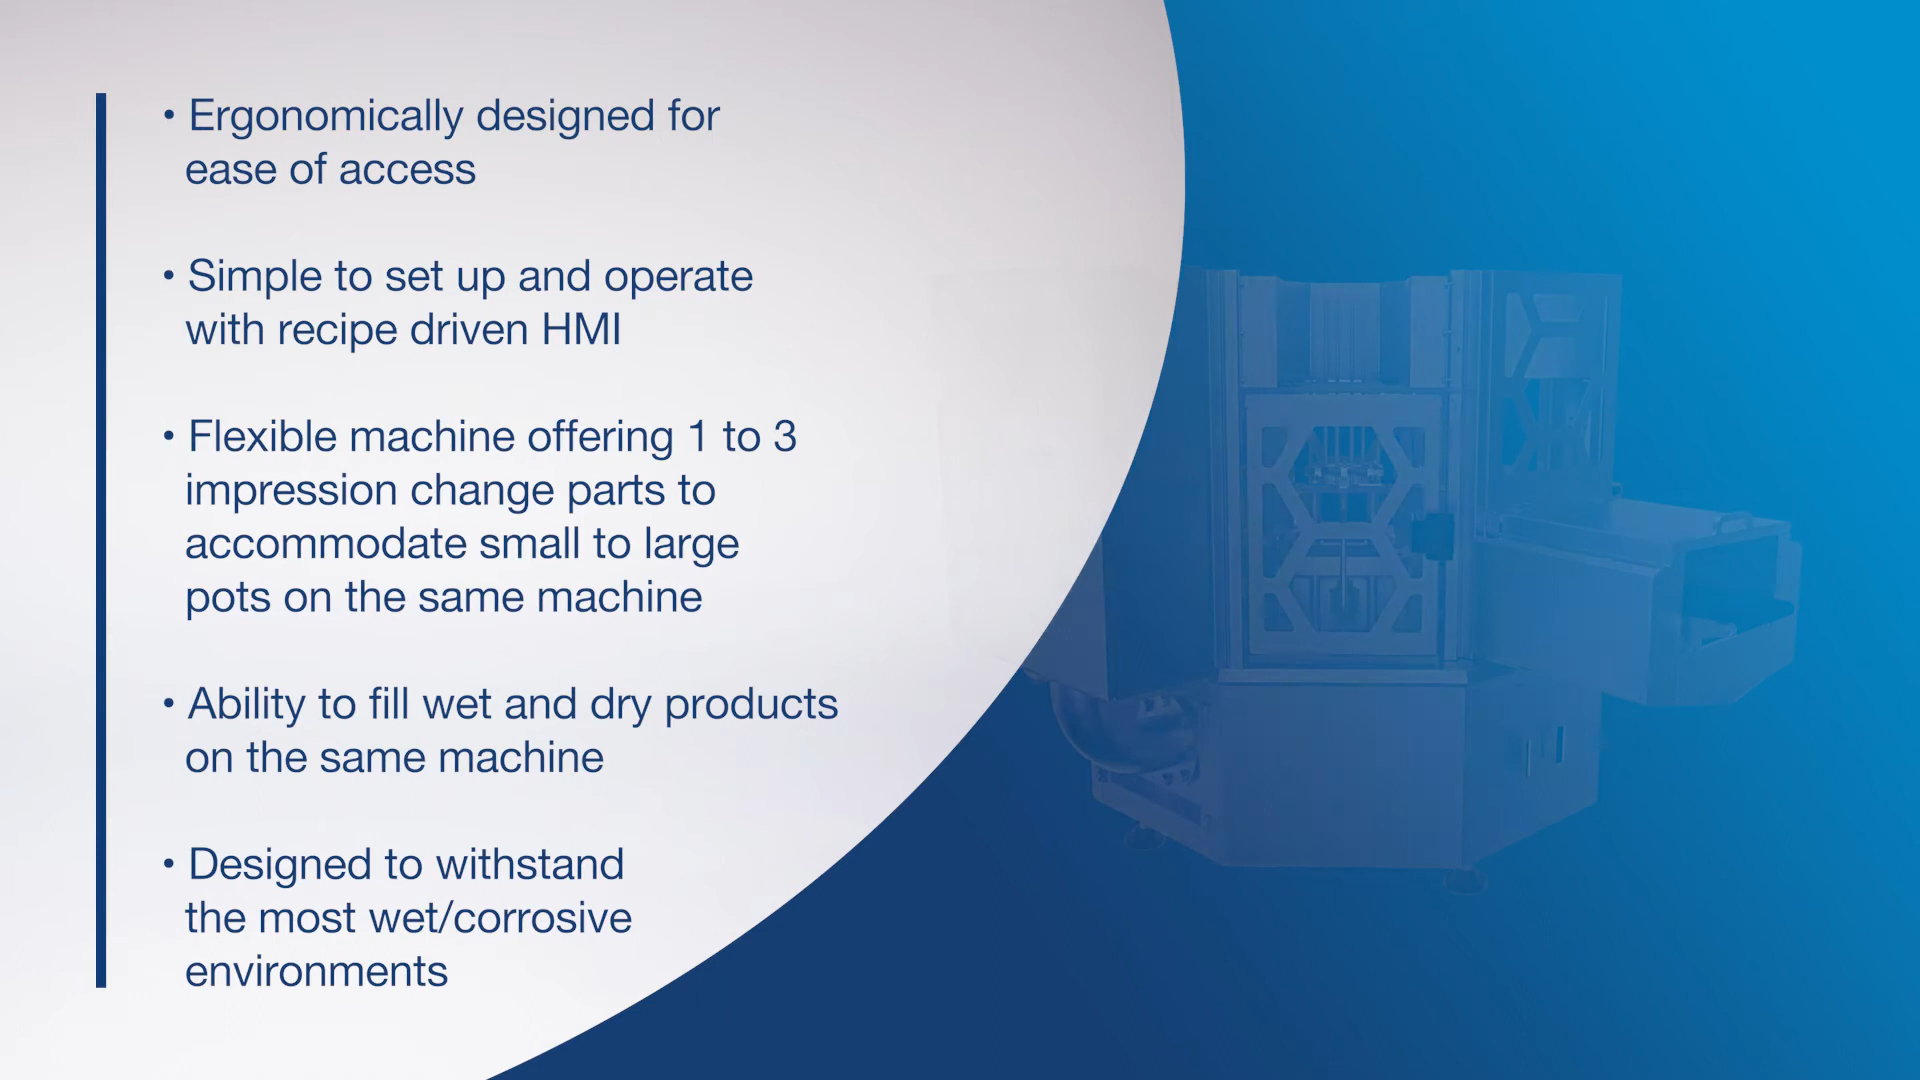 • Ergonomically designed for
ease of access
• Simple to set up and operate
with recipe driven HMI
• Flexible machine offering 1 to 3
impression change parts to
accommodate small to large
pots on the same machine
• Ability to fill wet and dry products
on the same machine
• Designed to withstand
the most wet/corrosive
environments